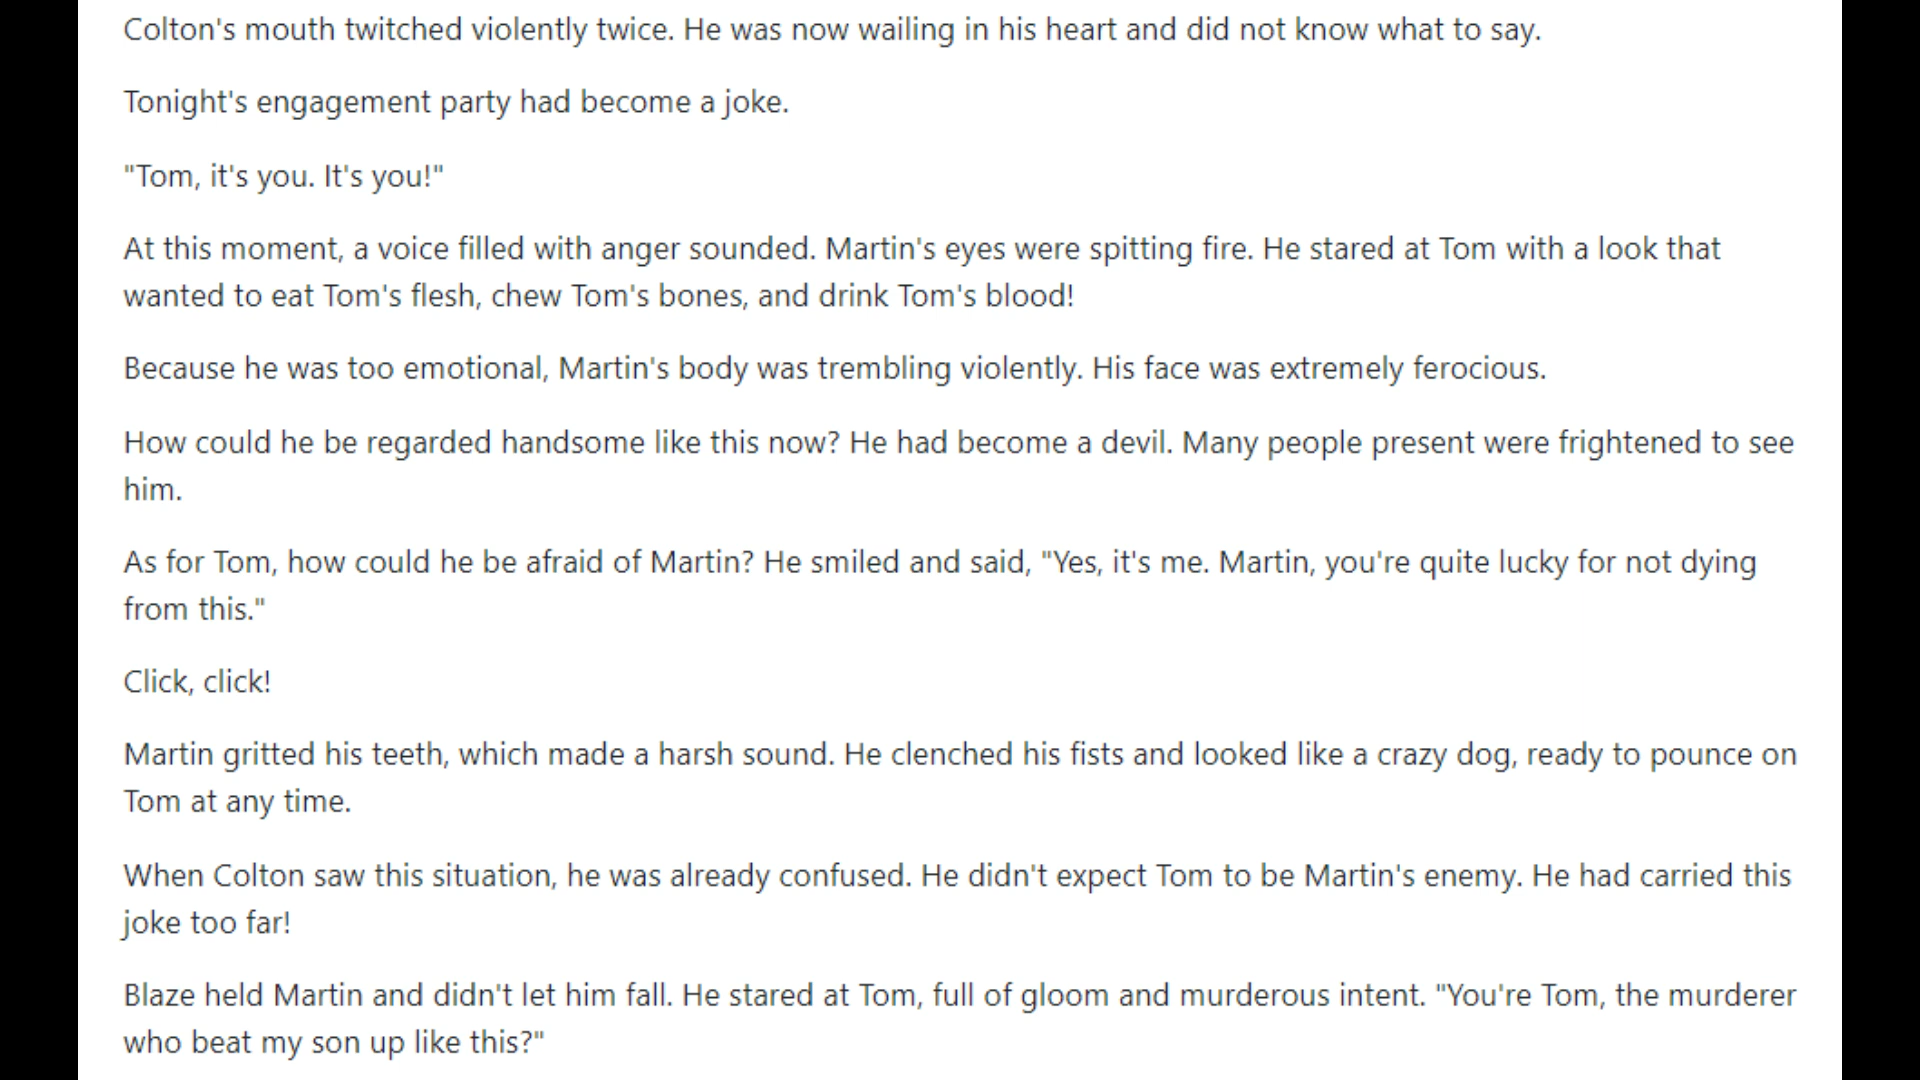 Colton's mouth twitched violently twice. He was now wailing in his heart and did not know what to say.
Tonight's engagement party had become a joke.
"Tom, it's you. It's you!"
At this moment, a voice filled with anger sounded. Martin's eyes were spitting fire. He stared at Tom with a look that
wanted to eat Tom's flesh, chew Tom's bones, and drink Tom's blood!
Because he was too emotional, Martin's body was trembling violently. His face was extremely ferocious.
How could he be regarded handsome like this now? He had become a devil. Many people present were frightened to see
him.
As for Tom, how could he be afraid of Martin? He smiled and said, "Yes, it's me. Martin, you're quite lucky for not dying
from this."
Click, click!
Martin gritted his teeth, which made a harsh sound. He clenched his fists and looked like a crazy dog, ready to pounce on
Tom at any time.
When Colton saw this situation, he was already confused. He didn't expect Tom to be Martin's enemy. He had carried this
joke too far!
Blaze held Martin and didn't let him fall. He stared at Tom, full of gloom and murderous intent. "You're Tom, the murderer
who beat my son up like this?"